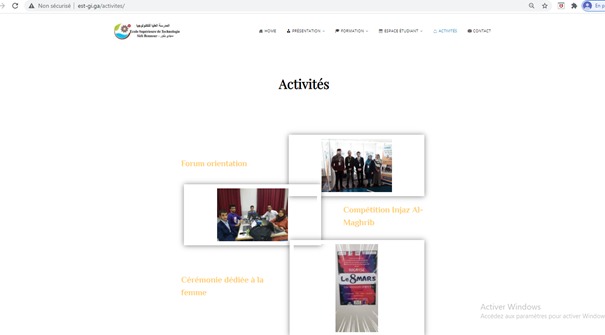 Non sécurisé | est-gi.ga/activites/
المدرسة العليا للتكنولوجيا
Ecole Supérieure de Technologie
Sidi Bennour - سيدي بنور
HOME PRÉSENTATION FORMATION ESPACE ETUDIANT ACTIVITÉS CONTACT
Activités
Forum orientation
Compétition Injaz Al-
Maghrib
Cérémonie dédiée à la
femme
Le 8 MARS
Activer Windows
Accédez aux paramètres pour activer Windows